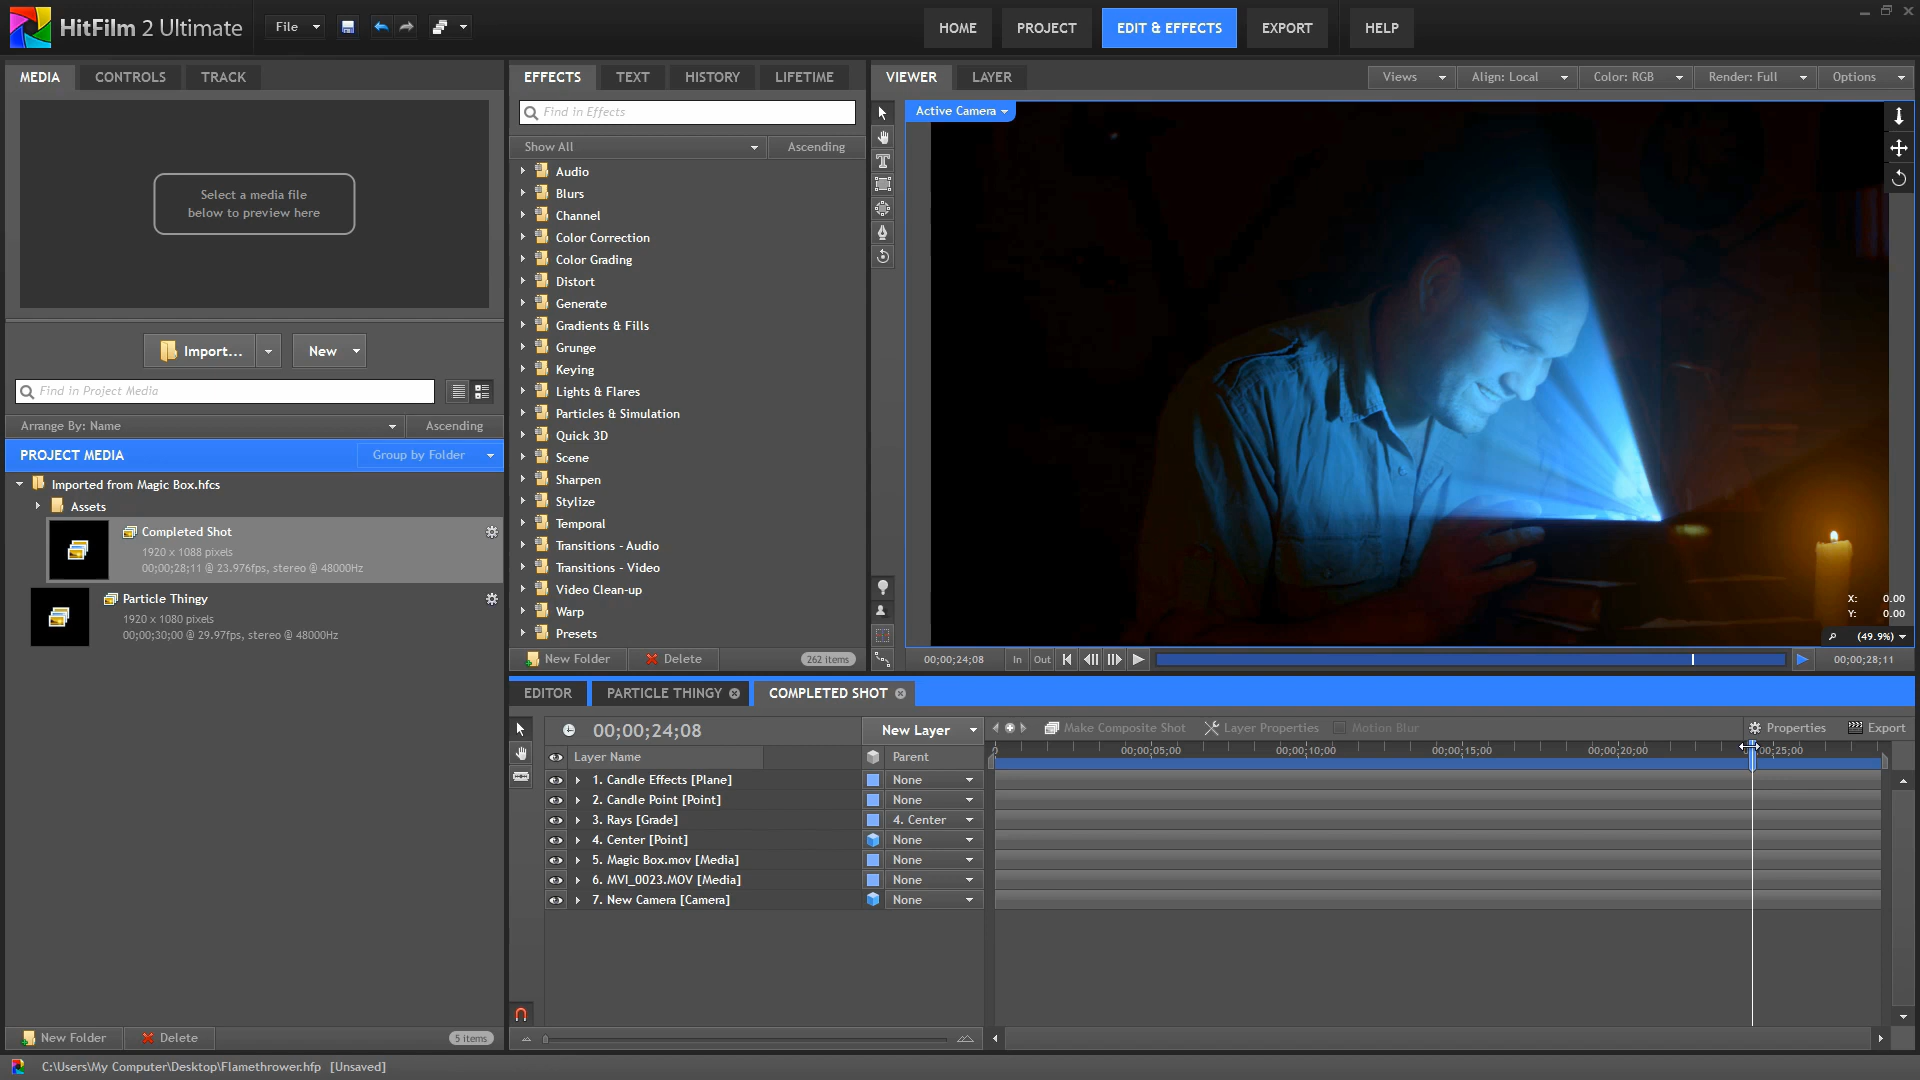 HitFilm 2 Ultimate
File
HOME
PROJECT
EDIT & EFFECTS
EXPORT
HELP
MEDIA
CONTROLS
TRACK
Select a media file
below to preview here
Import...
New
Find in Project Media
Arrange By: Name
Ascending
PROJECT MEDIA
Group by Folder
Imported from Magic Box.hfcs
Assets
Completed Shot
1920 x 1088 pixels
00;00;28;11 @ 23.976fps, stereo @ 48000Hz
Particle Thingy
1920 x 1080 pixels
00;00;30;00 @ 29.97fps, stereo @ 48000Hz
New Folder
Delete
5 items
EFFECTS
TEXT
HISTORY
LIFETIME
Find in Effects
Show All
Ascending
Audio
Blurs
Channel
Color Correction
Color Grading
Distort
Generate
Gradients & Fills
Grunge
Keying
Lights & Flares
Particles & Simulation
Quick 3D
Scene
Sharpen
Stylize
Temporal
Transitions - Audio
Transitions - Video
Video Clean-up
Warp
Presets
New Folder
Delete
262 items
VIEWER
LAYER
Views
Align: Local
Color: RGB
Render: Full
Options
Active Camera
X: 0.00
Y: 0.00
(49.9%)
00;00;24;08
In
Out
00;00;28;11
EDITOR
PARTICLE THINGY
COMPLETED SHOT
00;00;24;08
New Layer
Make Composite Shot
Layer Properties
Motion Blur
Properties
Export
Layer Name
Parent
0
00;00;05;00
00;00;10;00
00;00;15;00
00;00;20;00
00;25;00
1. Candle Effects [Plane]
None
2. Candle Point [Point]
None
3. Rays [Grade]
4. Center
4. Center [Point]
None
5. Magic Box.mov [Media]
None
6. MVI_0023.MOV [Media]
None
7. New Camera [Camera]
None
C:\Users\My Computer\Desktop\Flamethrower.hfp [Unsaved]